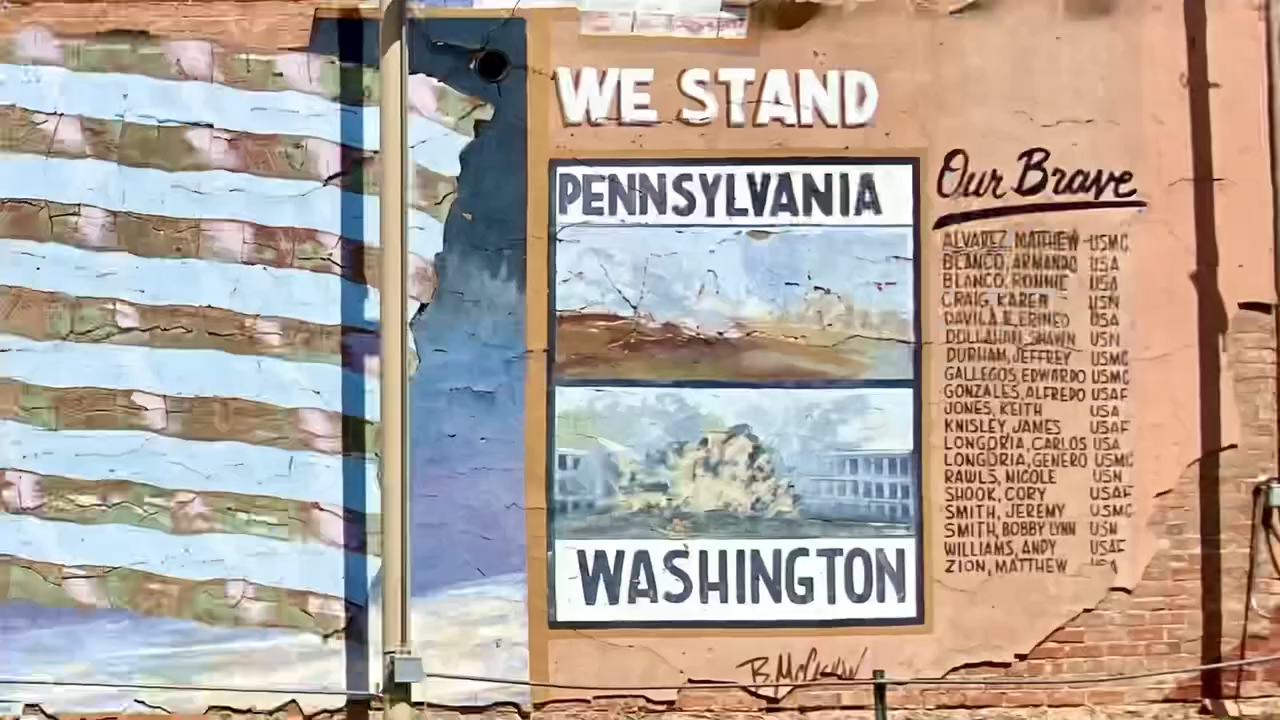 WE STAND
PENNSYLVANIA
WASHINGTON
Our Brave
ALVAREZ, MATTHEW - USMC
BLANCO, ARMANDO USA
BLANCO, RONNIE USA
CRAIG, KAREN USN
DAVILA USA
DOLLAHAN, SHAWN USN
DURHAM, JEFFREY USMC
GALLEGOS, EDWARDO USMC
GONZALES, ALFREDO USAF
JONES, KEITH USA
KNISLEY, JAMES USAF
LONGORIA, CARLOS USA
LONGORIA, GENERO USMC
RAWLS, NICOLE USN
SHOOK, CORY USAF
SMITH, JEREMY USMC
SMITH, BOBBY LYNN USN
WILLIAMS, ANDY USAF
ZION, MATTHEW USA